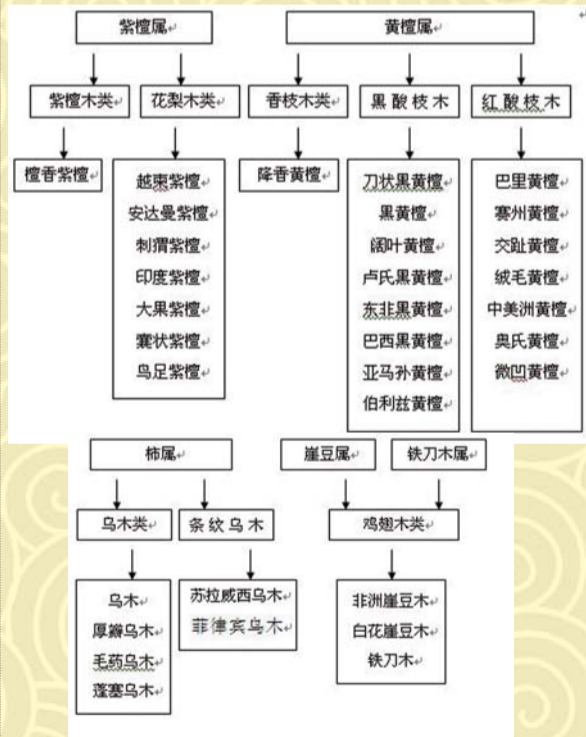 紫檀属
黄檀属
紫檀木类
花梨木类
香枝木类
黑酸枝木
红酸枝木
檀香紫檀
越柬紫檀
安达曼紫檀
刺猬紫檀
印度紫檀
大果紫檀
囊状紫檀
鸟足紫檀
降香黄檀
刀状黑黄檀
黑黄檀
阔叶黄檀
卢氏黑黄檀
东非黑黄檀
巴西黑黄檀
亚马孙黄檀
伯利兹黄檀
巴里黄檀
赛州黄檀
交趾黄檀
绒毛黄檀
中美洲黄檀
奥氏黄檀
微凹黄檀
柿属
崖豆属
铁刀木属
乌木类
条纹乌木
鸡翅木类
乌木
厚瓣乌木
毛药乌木
蓬塞乌木
苏拉威西乌木
菲律宾乌木
非洲崖豆木
白花崖豆木
铁刀木